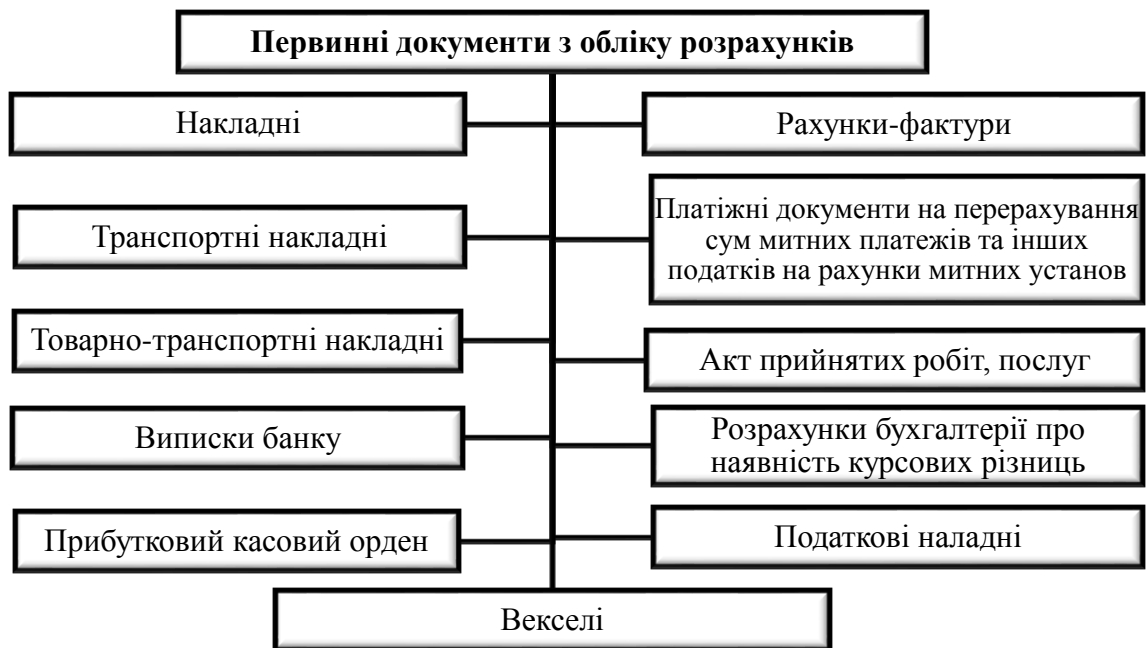 Первинні документи з обліку розрахунків
Накладні
Рахунки-фактури
Транспортні накладні
Платіжні документи на перерахування
сум митних платежів та інших
податків на рахунки митних установ
Товарно-транспортні накладні
Акт прийнятих робіт, послуг
Виписки банку
Розрахунки бухгалтерії про
наявність курсових різниць
Прибутковий касовий орден
Податкові наладні
Векселі